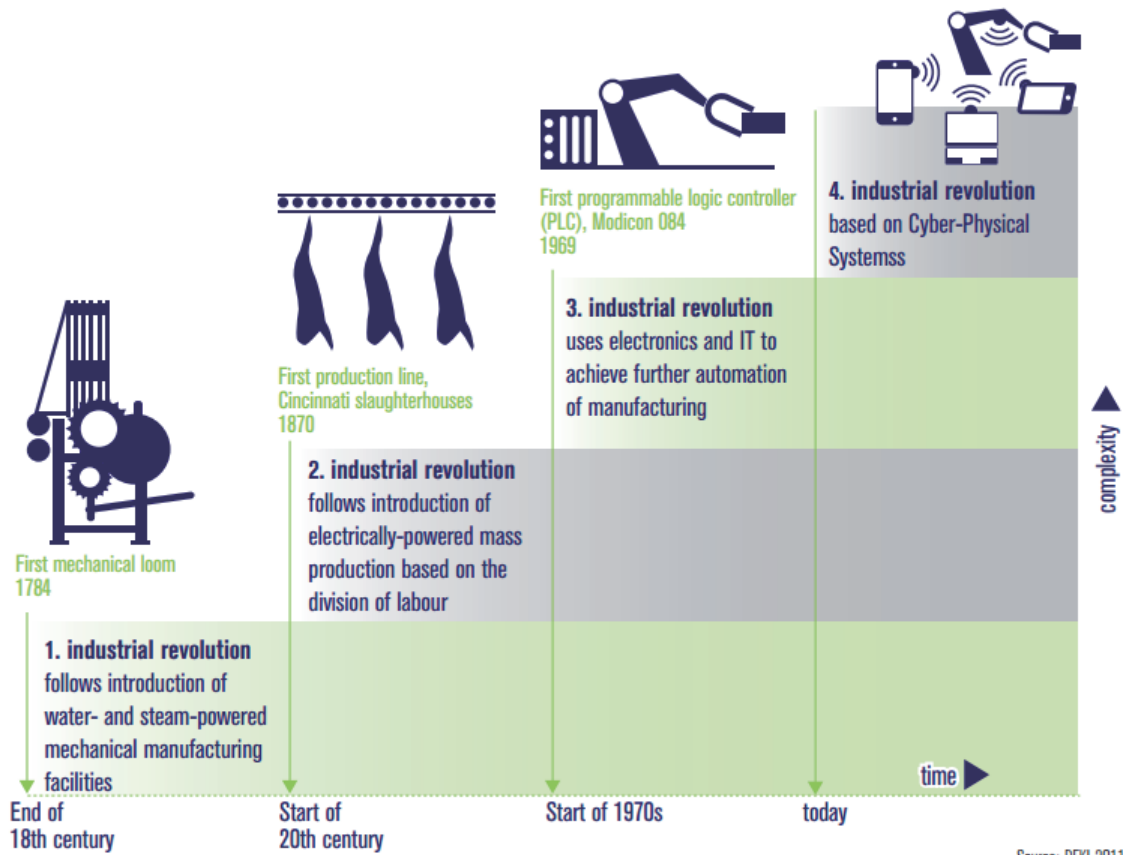 First programmable logic controller
(PLC), Modicon 084
1969
4. industrial revolution
based on Cyber-Physical
Systemss
3. industrial revolution
uses electronics and IT to
achieve further automation
of manufacturing
First production line,
Cincinnati slaughterhouses
1870
2. industrial revolution
follows introduction of
electrically-powered mass
production based on the
division of labour
First mechanical loom
1784
1. industrial revolution
follows introduction of
water- and steam-powered
mechanical manufacturing
facilities
complexity
time
End of
18th century
Start of
20th century
Start of 1970s
today